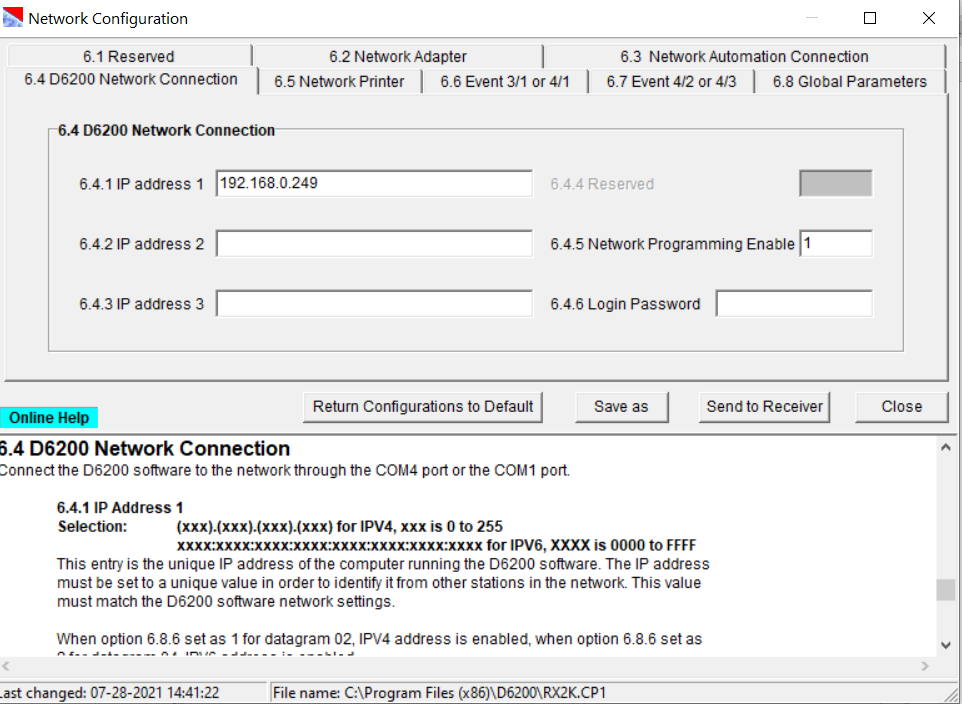 Network Configuration
6.1 Reserved
6.2 Network Adapter
6.3 Network Automation Connection
6.4 D6200 Network Connection
6.5 Network Printer
6.6 Event 3/1 or 4/1
6.7 Event 4/2 or 4/3
6.8 Global Parameters
6.4 D6200 Network Connection
6.4.1 IP address 1
192.168.0.249
6.4.4 Reserved
6.4.2 IP address 2
6.4.5 Network Programming Enable
1
6.4.3 IP address 3
6.4.6 Login Password
Return Configurations to Default
Save as
Send to Receiver
Close
Online Help
6.4 D6200 Network Connection
Connect the D6200 software to the network through the COM4 port or the COM1 port.
6.4.1 IP Address 1
Selection: (xxx).(xxx).(xxx).(xxx) for IPV4, xxx is 0 to 255
xxxx:xxxx:xxxx:xxxx:xxxx:xxxx:xxxx:xxxx for IPV6, XXXX is 0000 to FFFF
This entry is the unique IP address of the computer running the D6200 software. The IP address
must be set to a unique value in order to identify it from other stations in the network. This value
must match the D6200 software network settings.
When option 6.8.6 set as 1 for datagram 02, IPV4 address is enabled, when option 6.8.6 set as
Last changed: 07-28-2021 14:41:22
File name: C:\Program Files (x86)\D6200\RX2K.CP1